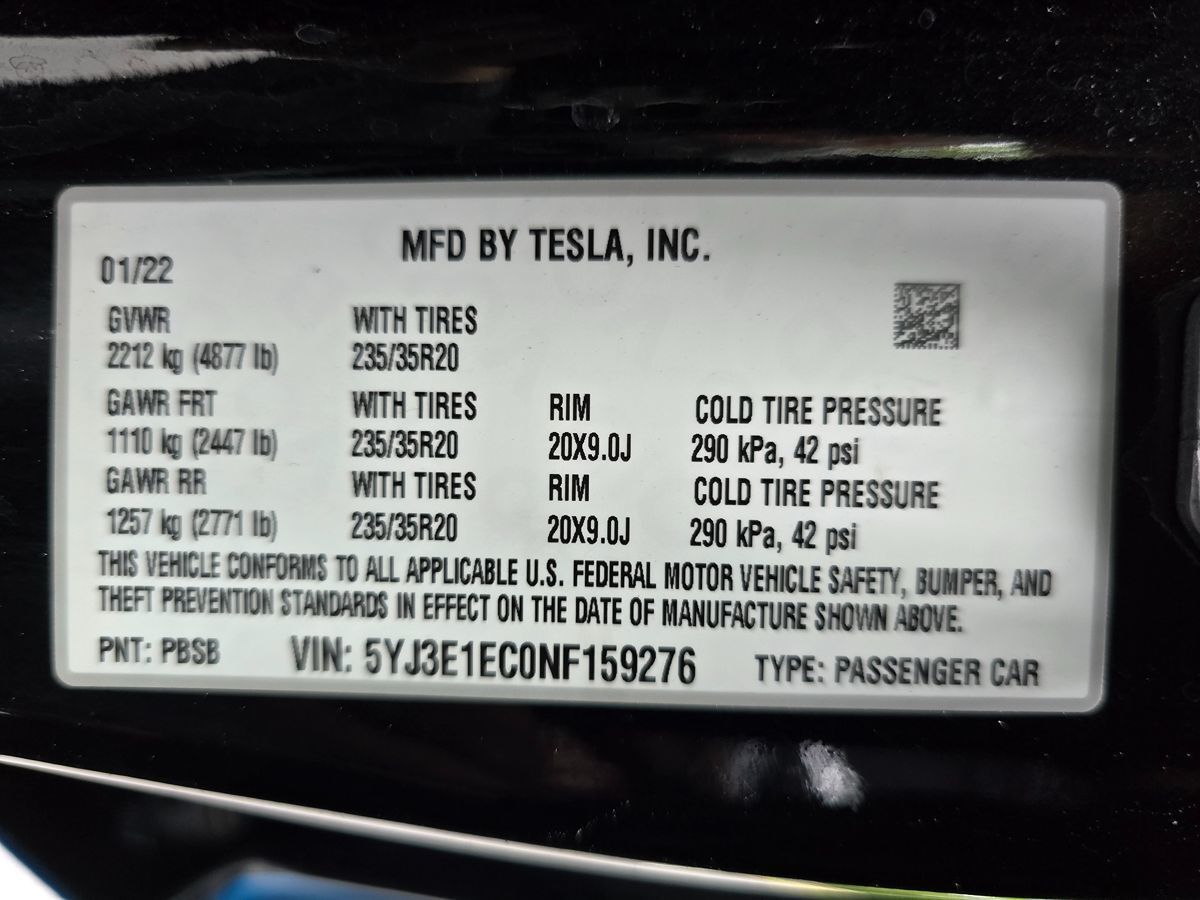 MFD BY TESLA, INC.
01/22
GVWR WITH TIRES
2212 kg (4877 lb) 235/35R20
GAWR FRT WITH TIRES RIM COLD TIRE PRESSURE
1110 kg (2447 lb) 235/35R20 20X9.0J 290 kPa, 42 psi
GAWR RR WITH TIRES RIM COLD TIRE PRESSURE
1257 kg (2771 lb) 235/35R20 20X9.0J 290 kPa, 42 psi
THIS VEHICLE CONFORMS TO ALL APPLICABLE U.S. FEDERAL MOTOR VEHICLE SAFETY, BUMPER, AND
THEFT PREVENTION STANDARDS IN EFFECT ON THE DATE OF MANUFACTURE SHOWN ABOVE.
PNT: PBSB VIN: 5YJ3E1EC0NF159276 TYPE: PASSENGER CAR